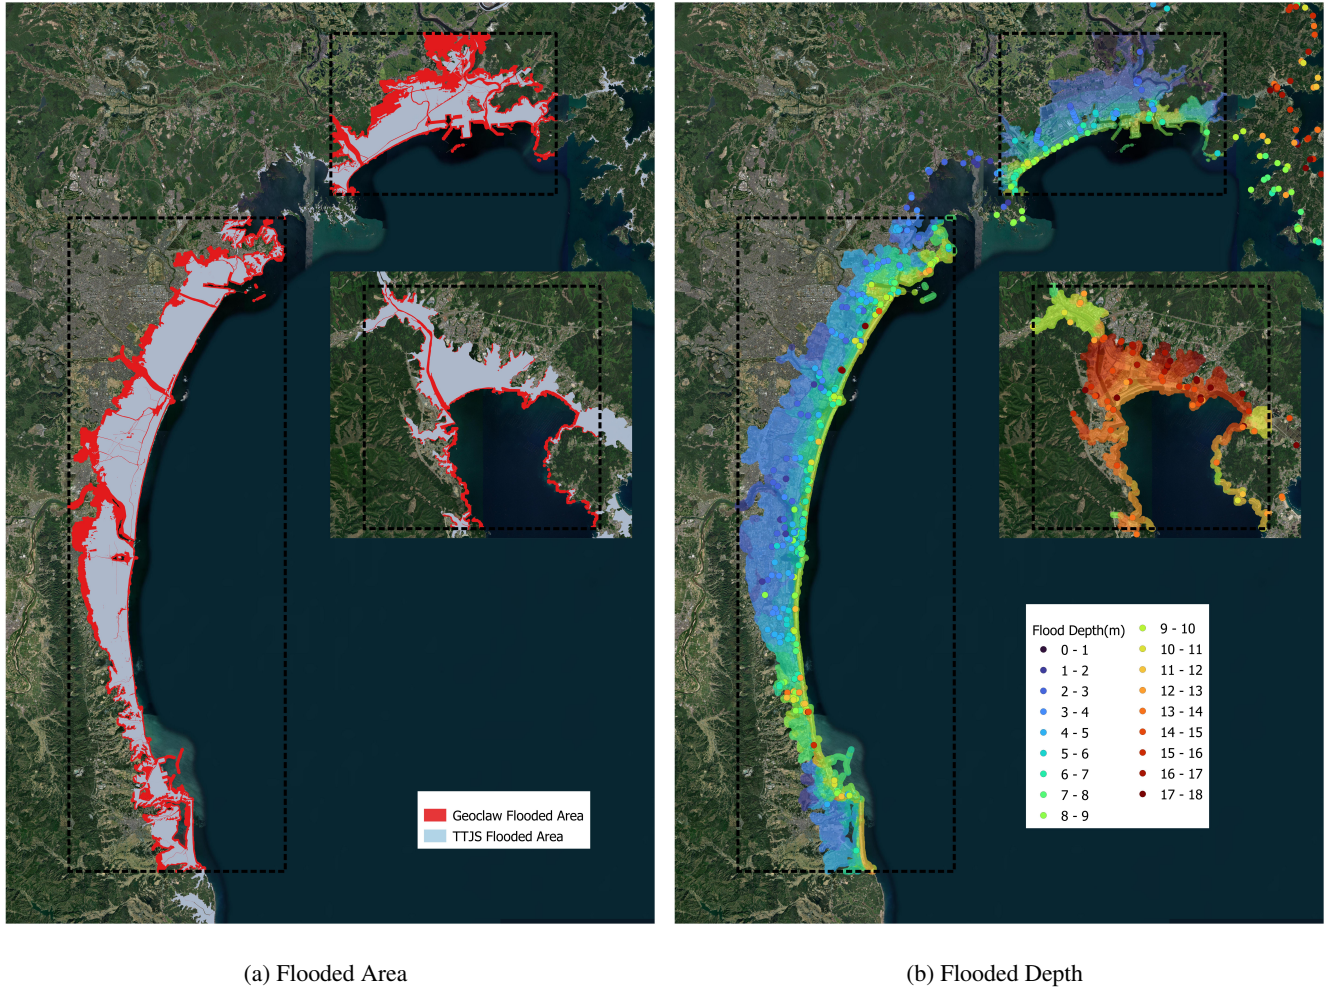 Geoclaw Flooded Area
TTJS Flooded Area
Flood Depth(m)
0 - 1
1 - 2
2 - 3
3 - 4
4 - 5
5 - 6
6 - 7
7 - 8
8 - 9
9 - 10
10 - 11
11 - 12
12 - 13
13 - 14
14 - 15
15 - 16
16 - 17
17 - 18
(a) Flooded Area
(b) Flooded Depth